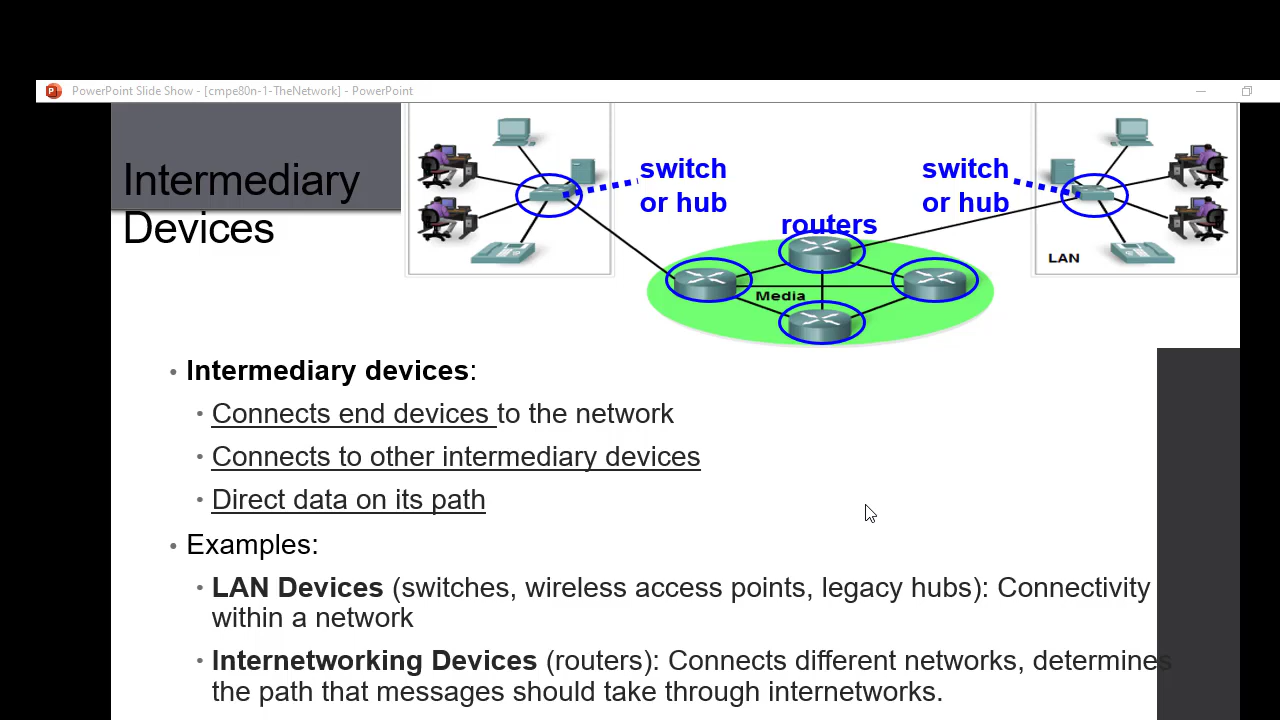 PowerPoint Slide Show - [cmpe80n-1-TheNetwork] - PowerPoint
Intermediary
Devices
switch
or hub
switch
or hub
routers
LAN
Media
• Intermediary devices:
• Connects end devices to the network
• Connects to other intermediary devices
• Direct data on its path
• Examples:
• LAN Devices (switches, wireless access points, legacy hubs): Connectivity
within a network
• Internetworking Devices (routers): Connects different networks, determines
the path that messages should take through internetworks.